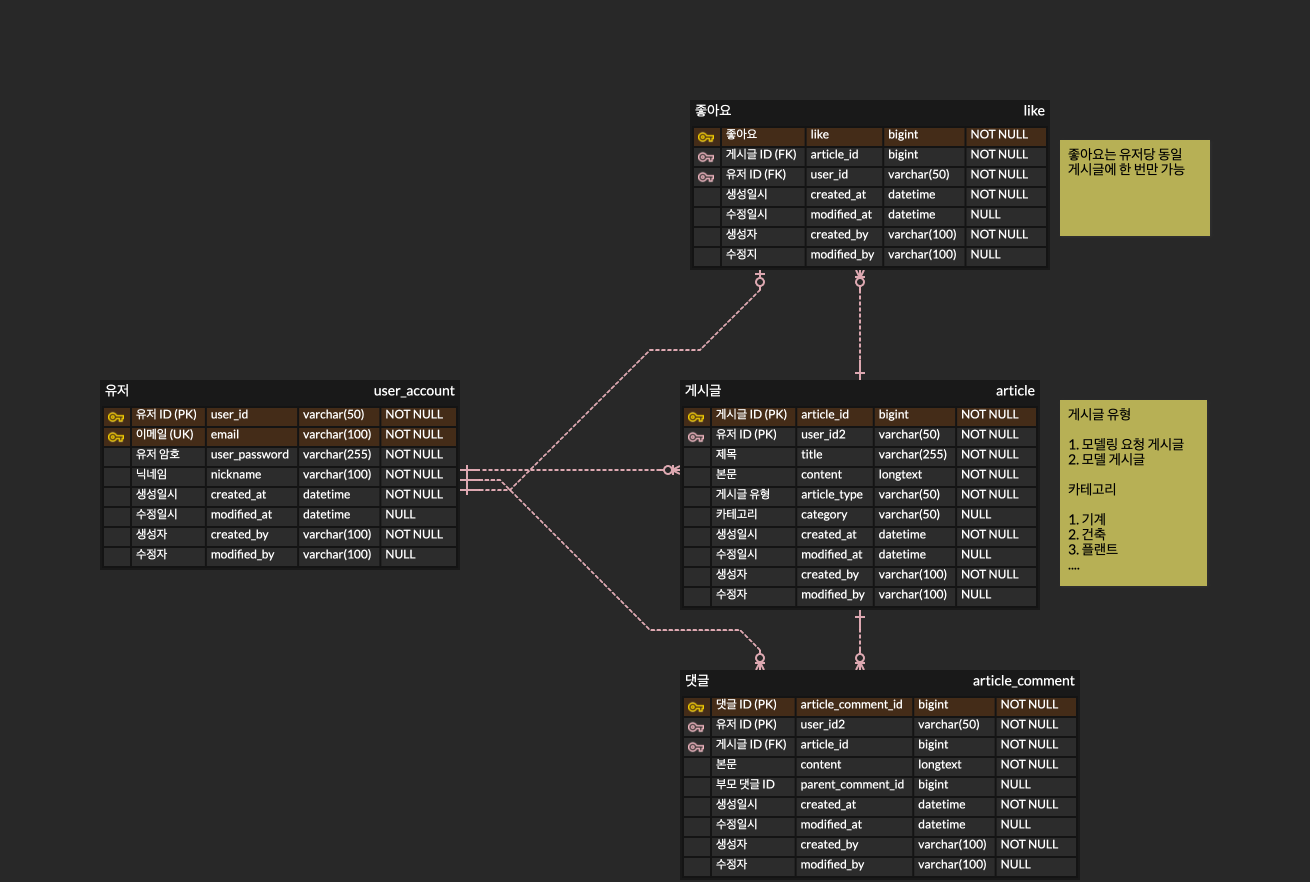 좋아요 like
좋아요 like bigint NOT NULL
게시글 ID (FK) article_id bigint NOT NULL
유저 ID (FK) user_id varchar(50) NOT NULL
생성일시 created_at datetime NOT NULL
수정일시 modified_at datetime NULL
생성자 created_by varchar(100) NOT NULL
수정지 modified_by varchar(100) NULL
좋아요는 유저당 동일
게시글에 한 번만 가능
유저 user_account
유저 ID (PK) user_id varchar(50) NOT NULL
이메일 (UK) email varchar(100) NOT NULL
유저 암호 user_password varchar(255) NOT NULL
닉네임 nickname varchar(100) NOT NULL
생성일시 created_at datetime NOT NULL
수정일시 modified_at datetime NULL
생성자 created_by varchar(100) NOT NULL
수정자 modified_by varchar(100) NULL
게시글 article
게시글 ID (PK) article_id bigint NOT NULL
유저 ID (PK) user_id2 varchar(50) NOT NULL
제목 title varchar(255) NOT NULL
본문 content longtext NOT NULL
게시글 유형 article_type varchar(50) NOT NULL
카테고리 category varchar(50) NULL
생성일시 created_at datetime NOT NULL
수정일시 modified_at datetime NULL
생성자 created_by varchar(100) NOT NULL
수정자 modified_by varchar(100) NULL
게시글 유형
1. 모델링 요청 게시글
2. 모델 게시글
카테고리
1. 기계
2. 건축
3. 플랜트
....
댓글 article_comment
댓글 ID (PK) article_comment_id bigint NOT NULL
유저 ID (PK) user_id2 varchar(50) NOT NULL
게시글 ID (FK) article_id bigint NOT NULL
본문 content longtext NOT NULL
부모 댓글 ID parent_comment_id bigint NULL
생성일시 created_at datetime NOT NULL
수정일시 modified_at datetime NULL
생성자 created_by varchar(100) NOT NULL
수정자 modified_by varchar(100) NULL